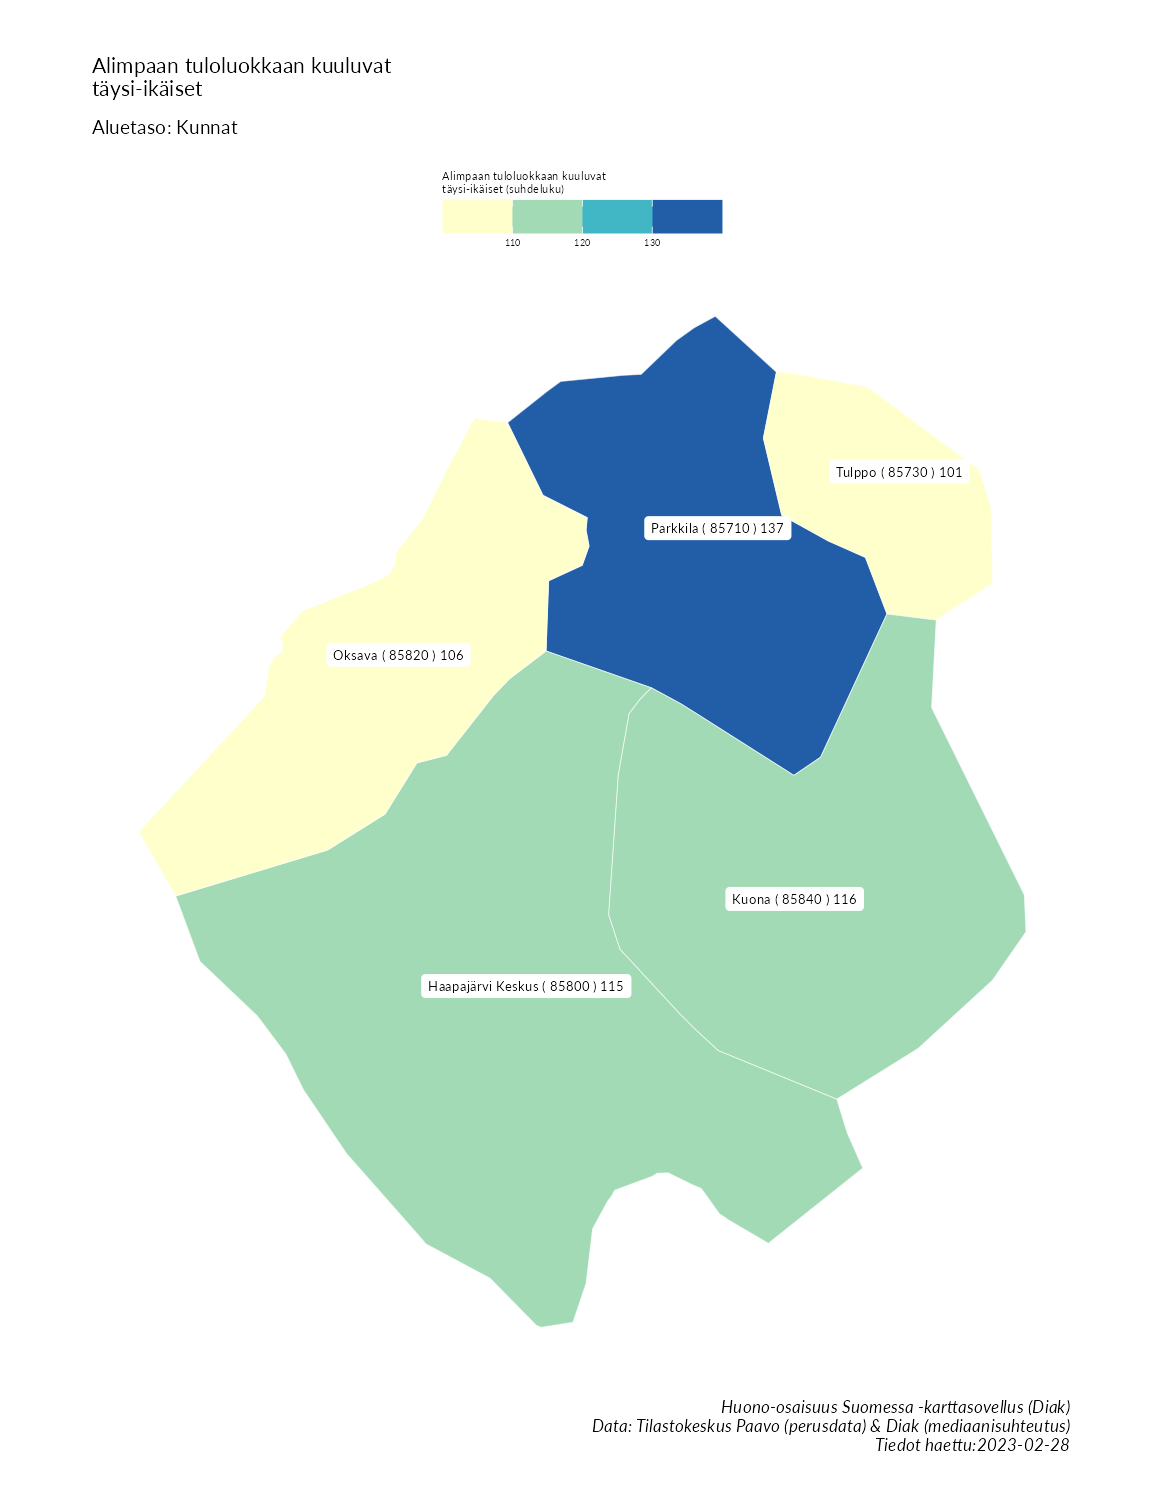 Alimpaan tuloluokkaan kuuluvat
täysi-ikäiset
Aluetaso: Kunnat
Alimpaan tuloluokkaan kuuluvat
täysi-ikäiset (suhdeluku)
110 120 130
Tulppo ( 85730 ) 101
Parkkila ( 85710 ) 137
Oksava ( 85820 ) 106
Kuona ( 85840 ) 116
Haapajärvi Keskus ( 85800 ) 115
Huono-osaisuus Suomessa -karttasovellus (Diak)
Data: Tilastokeskus Paavo (perusdata) & Diak (mediaanisuhteutus)
Tiedot haettu:2023-02-28